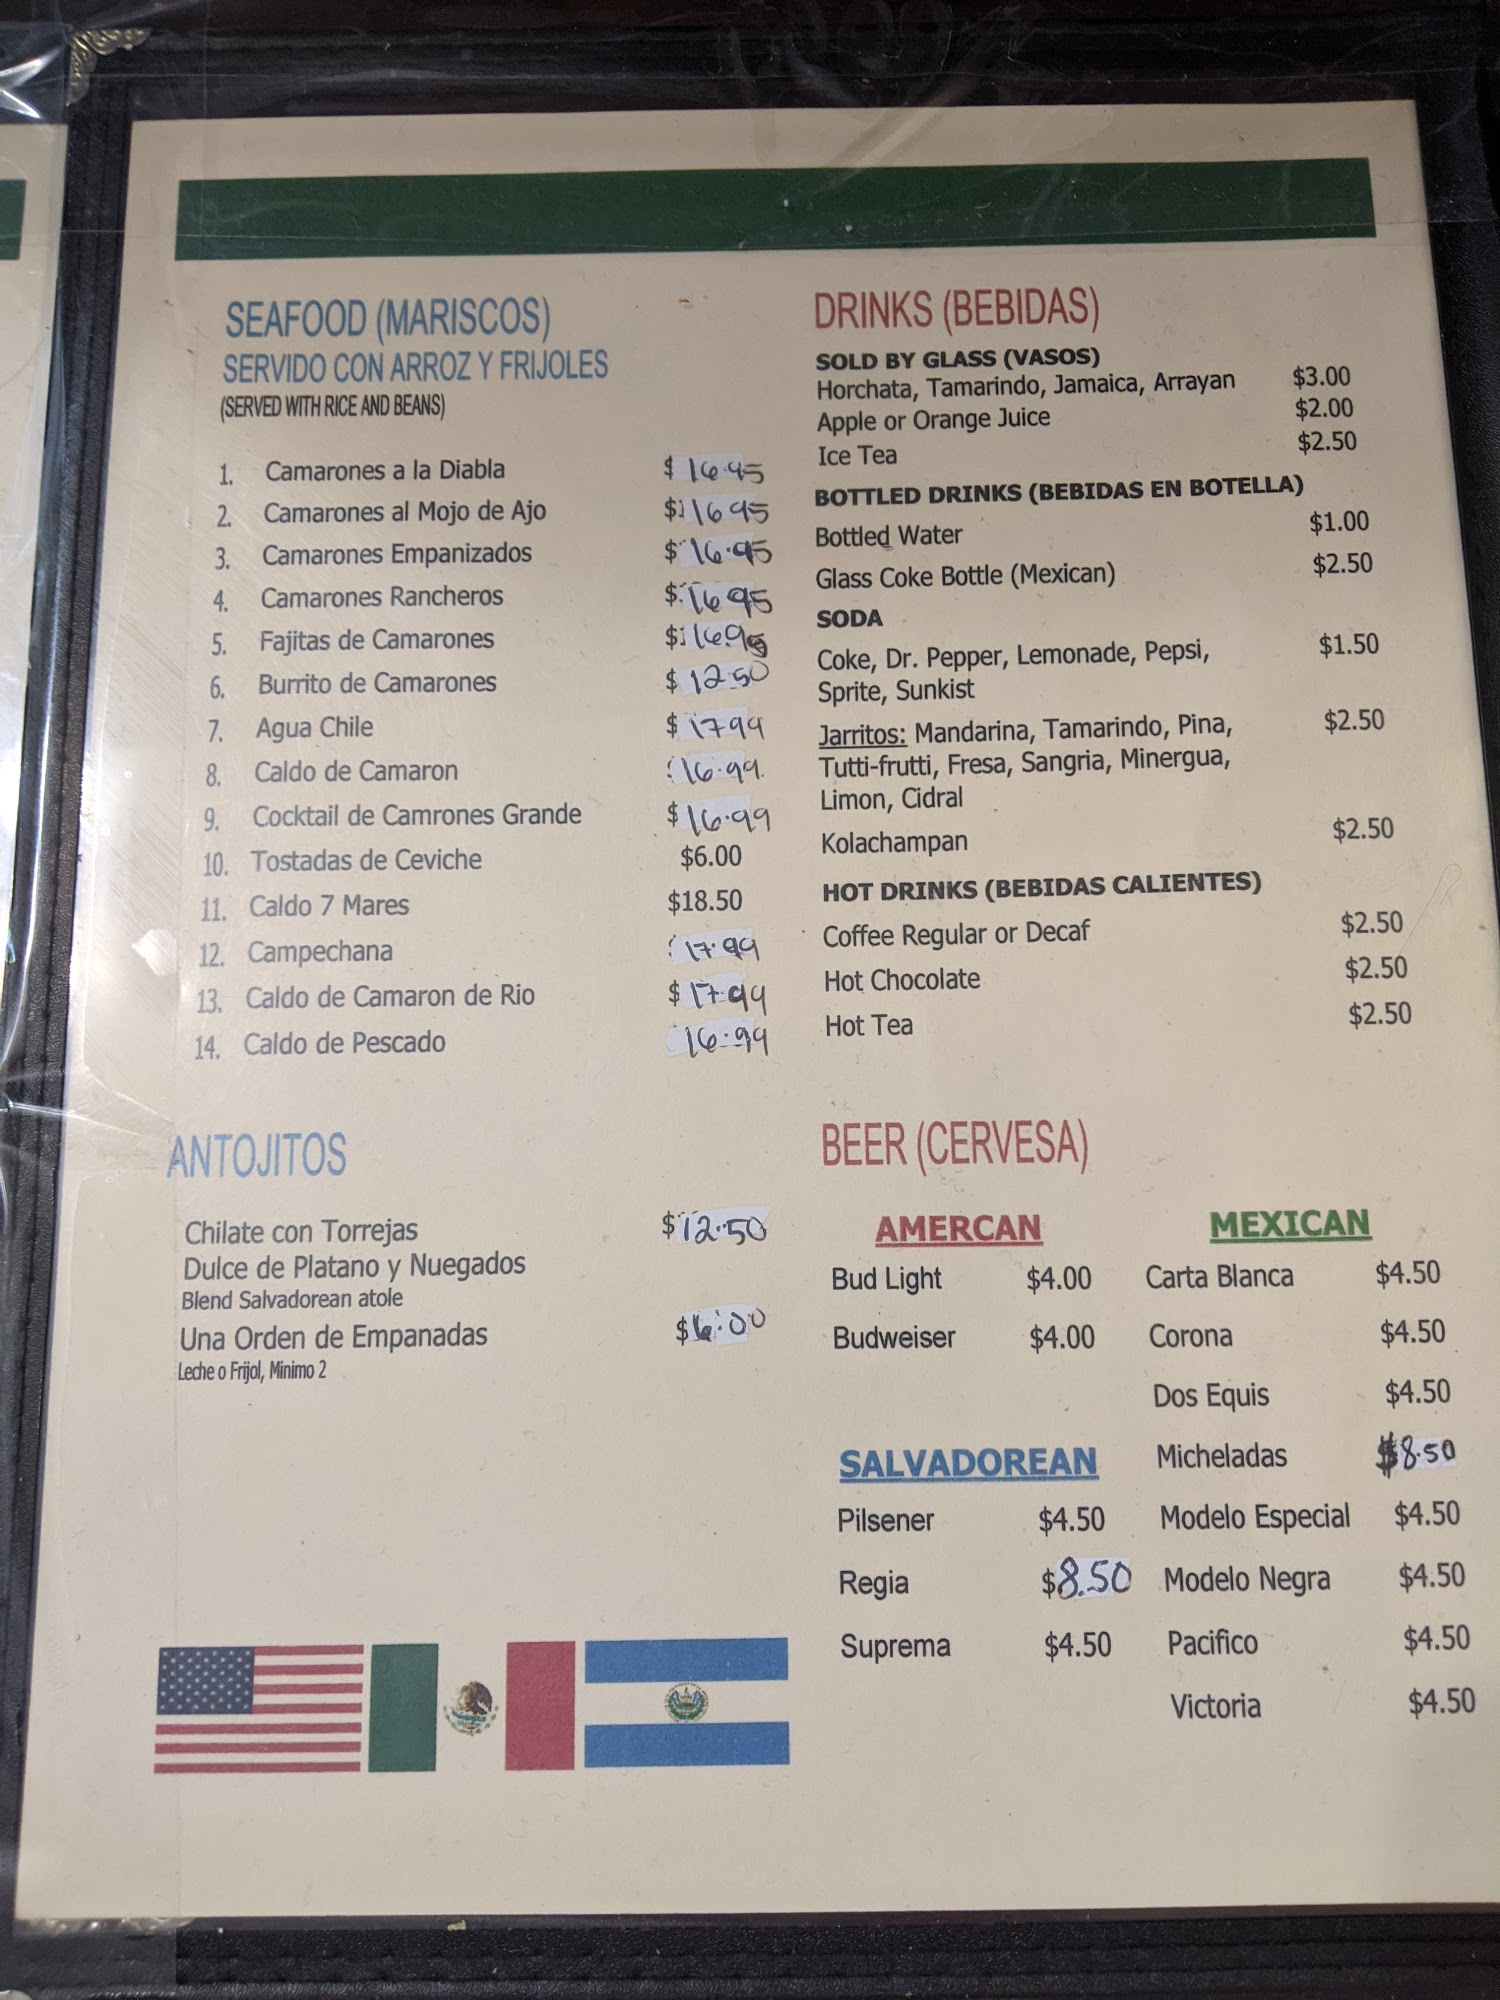 SEAFOOD (MARISCOS)
SERVIDO CON ARROZ Y FRIJOLES
(SERVED WITH RICE AND BEANS)
1. Camarones a la Diabla $16.95
2. Camarones al Mojo de Ajo $16.95
3. Camarones Empanizados $16.95
4. Camarones Rancheros $16.95
5. Fajitas de Camarones $16.95
6. Burrito de Camarones $12.50
7. Agua Chile $17.99
8. Caldo de Camaron 16.99
9. Cocktail de Camrones Grande $16.99
10. Tostadas de Ceviche $6.00
11. Caldo 7 Mares $18.50
12. Campechana 17.99
13. Caldo de Camaron de Rio $17.99
14. Caldo de Pescado 16.99
ANTOJITOS
Chilate con Torrejas $12.50
Dulce de Platano y Nuegados
Blend Salvadorean atole
Una Orden de Empanadas $6.00
Leche o Frijol, Minimo 2
DRINKS (BEBIDAS)
SOLD BY GLASS (VASOS)
Horchata, Tamarindo, Jamaica, Arrayan $3.00
Apple or Orange Juice $2.00
Ice Tea $2.50
BOTTLED DRINKS (BEBIDAS EN BOTELLA)
Bottled Water $1.00
Glass Coke Bottle (Mexican) $2.50
SODA
Coke, Dr. Pepper, Lemonade, Pepsi, $1.50
Sprite, Sunkist
Jarritos: Mandarina, Tamarindo, Pina, $2.50
Tutti-frutti, Fresa, Sangria, Minergua,
Limon, Cidral
Kolachampan $2.50
HOT DRINKS (BEBIDAS CALIENTES)
Coffee Regular or Decaf $2.50
Hot Chocolate $2.50
Hot Tea $2.50
BEER (CERVESA)
AMERCAN
Bud Light $4.00
Budweiser $4.00
SALVADOREAN
Pilsener $4.50
Regia $8.50
Suprema $4.50
MEXICAN
Carta Blanca $4.50
Corona $4.50
Dos Equis $4.50
Micheladas $8.50
Modelo Especial $4.50
Modelo Negra $4.50
Pacifico $4.50
Victoria $4.50